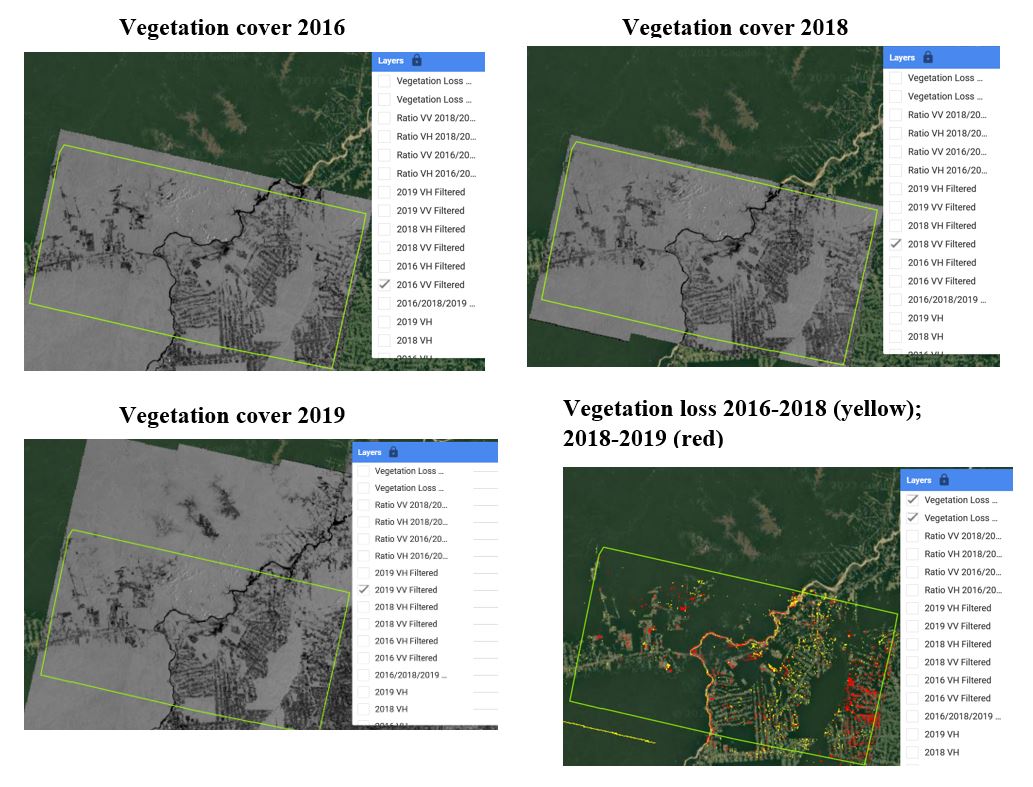 Vegetation cover 2016
Layers
Vegetation Loss ...
Vegetation Loss ...
Ratio VV 2018/20...
Ratio VH 2018/20...
Ratio VV 2016/20...
Ratio VH 2016/20...
2019 VH Filtered
2019 VV Filtered
2018 VH Filtered
2018 VV Filtered
2016 VH Filtered
2016 VV Filtered
2016/2018/2019 ...
2019 VH
2018 VH
2016 VH
Vegetation cover 2018
Layers
Vegetation Loss ...
Vegetation Loss ...
Ratio VV 2018/20...
Ratio VH 2018/20...
Ratio VV 2016/20...
Ratio VH 2016/20...
2019 VH Filtered
2019 VV Filtered
2018 VH Filtered
2018 VV Filtered
2016 VH Filtered
2016 VV Filtered
2016/2018/2019 ...
2019 VH
2018 VH
2016 VH
Vegetation cover 2019
Layers
Vegetation Loss ...
Vegetation Loss ...
Ratio VV 2018/20...
Ratio VH 2018/20...
Ratio VV 2016/20...
Ratio VH 2016/20...
2019 VH Filtered
2019 VV Filtered
2018 VH Filtered
2018 VV Filtered
2016 VH Filtered
2016 VV Filtered
2016/2018/2019 ...
2019 VH
2018 VH
2016 VH
Vegetation loss 2016-2018 (yellow);
2018-2019 (red)
Layers
Vegetation Loss ...
Vegetation Loss ...
Ratio VV 2018/20...
Ratio VH 2018/20...
Ratio VV 2016/20...
Ratio VH 2016/20...
2019 VH Filtered
2019 VV Filtered
2018 VH Filtered
2018 VV Filtered
2016 VH Filtered
2016 VV Filtered
2016/2018/2019 ...
2019 VH
2018 VH